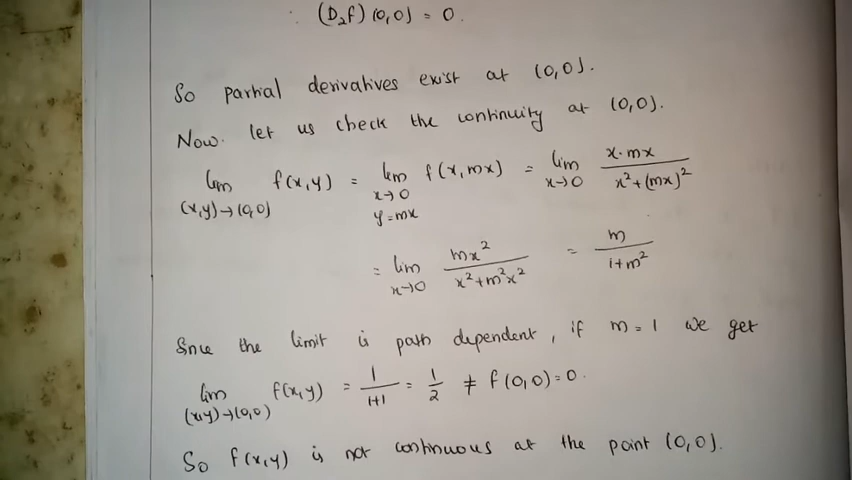 ∴ (D₂f)(0,0) = 0.
So partial derivatives exist at (0,0).
Now. let us check the continuity at (0,0).
lim (x,y)→(0,0) f(x,y) = lim x→0 y=mx f(x,mx) = lim x→0 x·mx / x²+(mx)²
= lim x→0 mx² / x²+m²x² = m / 1+m²
Since the limit is path dependent, if m=1 we get
lim (x,y)→(0,0) f(x,y) = 1/1+1 = 1/2 ≠ f(0,0)=0.
So f(x,y) is not continuous at the point (0,0).